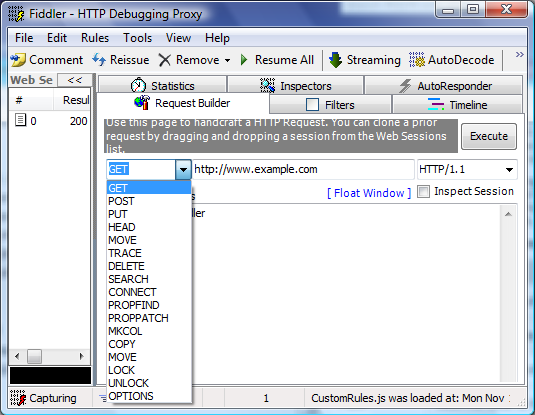 Fiddler - HTTP Debugging Proxy
File Edit Rules Tools View Help
Comment Reissue Remove Resume All Streaming AutoDecode »
Web Se <<
# Resul
0 200
Statistics Inspectors AutoResponder
Request Builder Filters Timeline
Use this page to handcraft a HTTP Request. You can clone a prior
request by dragging and dropping a session from the Web Sessions
list.
Execute
GET http://www.example.com HTTP/1.1
[ Float Window ] Inspect Session
GET
POST
PUT
HEAD
MOVE
TRACE
DELETE
SEARCH
CONNECT
PROPFIND
PROPPATCH
MKCOL
COPY
MOVE
LOCK
UNLOCK
OPTIONS
Capturing 1 CustomRules.js was loaded at: Mon Nov